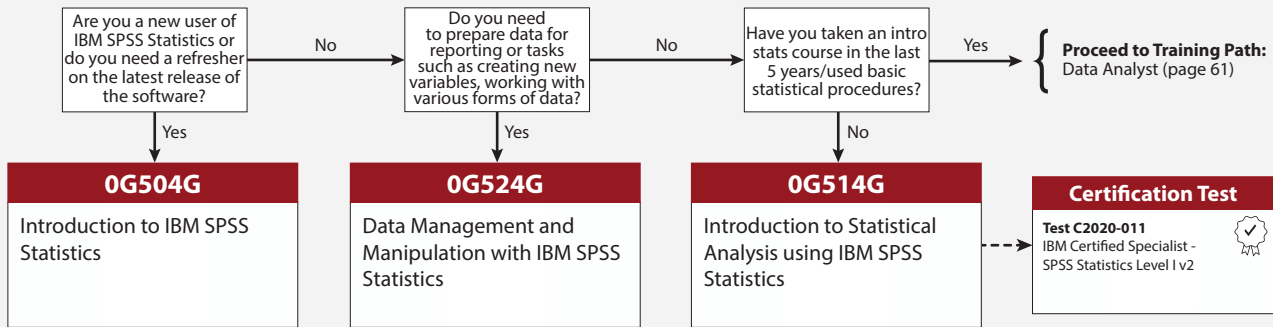 Are you a new user of
IBM SPSS Statistics or
do you need a refresher
on the latest release of
the software?
No
Do you need
to prepare data for
reporting or tasks
such as creating new
variables, working with
various forms of data?
No
Have you taken an intro
stats course in the last
5 years/used basic
statistical procedures?
Yes
Proceed to Training Path:
Data Analyst (page 61)
Yes
Yes
No
0G504G
Introduction to IBM SPSS
Statistics
0G524G
Data Management and
Manipulation with IBM SPSS
Statistics
0G514G
Introduction to Statistical
Analysis using IBM SPSS
Statistics
Certification Test
Test C2020-011
IBM Certified Specialist -
SPSS Statistics Level I v2